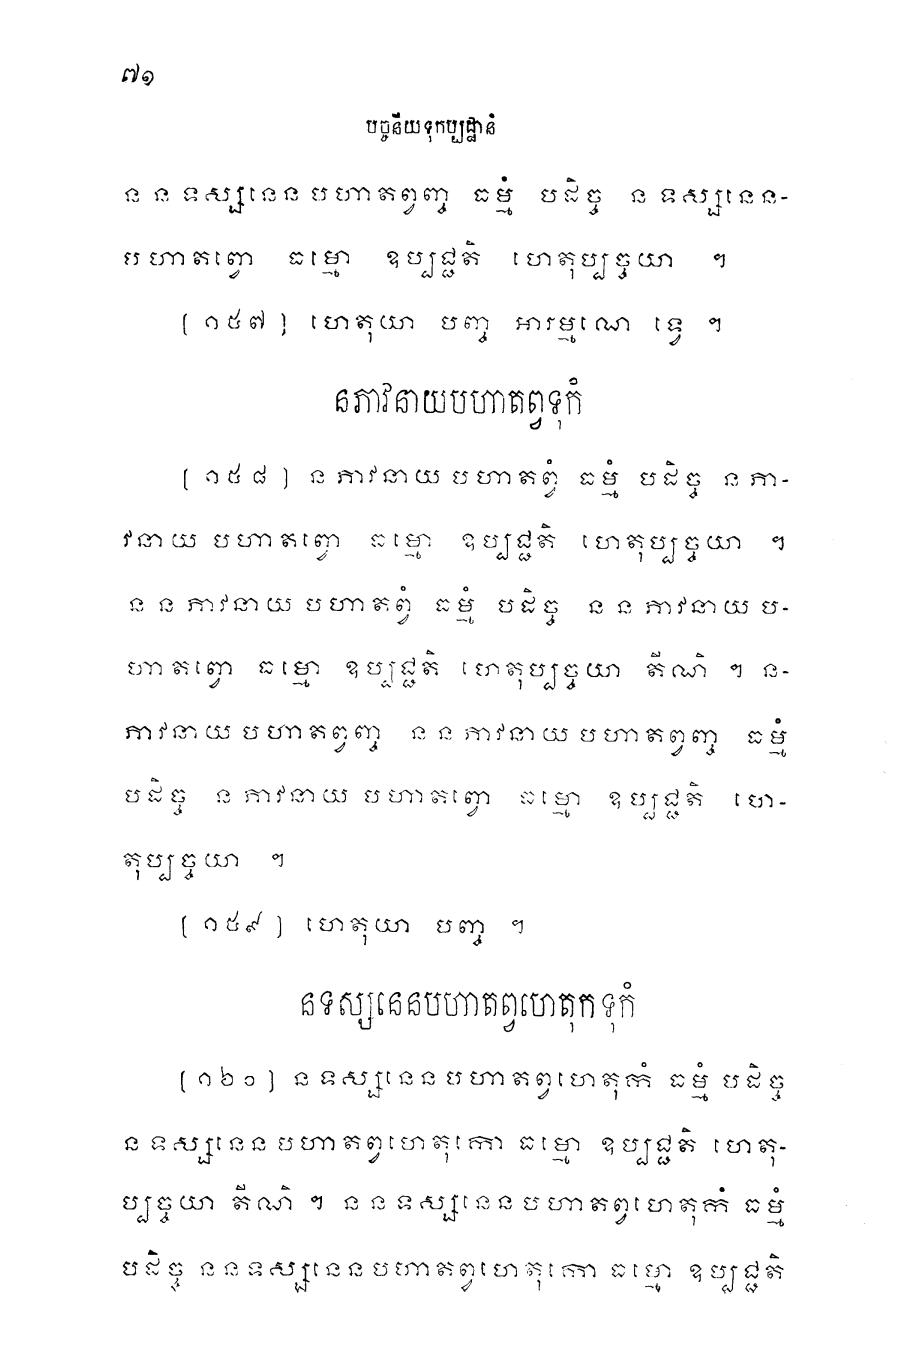 ៧១
បច្ចនីយទុកប្បដ្ឋានំ
ន ន ទស្សនេន បហាតព្វញ្ច ធម្មំ បដិច្ច ន ទស្សនេន-
បហាតព្វោ ធម្មោ ឧប្បជ្ជតិ ហេតុប្បច្ចយា ។
[ ១៥៧ ] ហេតុយា បញ្ច អារម្មណេ ទ្វេ ។
នភាវនាយបហាតព្វទុកំ
[ ១៥៨ ] ន ភាវនាយ បហាតព្វំ ធម្មំ បដិច្ច ន ភា-
វនាយ បហាតព្វោ ធម្មោ ឧប្បជ្ជតិ ហេតុប្បច្ចយា ។
ន ន ភាវនាយ បហាតព្វំ ធម្មំ បដិច្ច ន ន ភាវនាយ ប-
ហាតព្វោ ធម្មោ ឧប្បជ្ជតិ ហេតុប្បច្ចយា តីណិ ។ ន-
ភាវនាយ បហាតព្វញ្ច ន ន ភាវនាយ បហាតព្វញ្ច ធម្មំ
បដិច្ច ន ភាវនាយ បហាតព្វោ ធម្មោ ឧប្បជ្ជតិ ហេ-
តុប្បច្ចយា ។
[ ១៥៩ ] ហេតុយា បញ្ច ។
នទស្សនេនបហាតព្វហេតុកទុកំ
[ ១៦០ ] ន ទស្សនេន បហាតព្វហេតុកំ ធម្មំ បដិច្ច
ន ទស្សនេន បហាតព្វហេតុកោ ធម្មោ ឧប្បជ្ជតិ ហេតុ-
ប្បច្ចយា តីណិ ។ ន ន ទស្សនេន បហាតព្វហេតុកំ ធម្មំ
បដិច្ច ន ន ទស្សនេន បហាតព្វហេតុកោ ធម្មោ ឧប្បជ្ជតិ